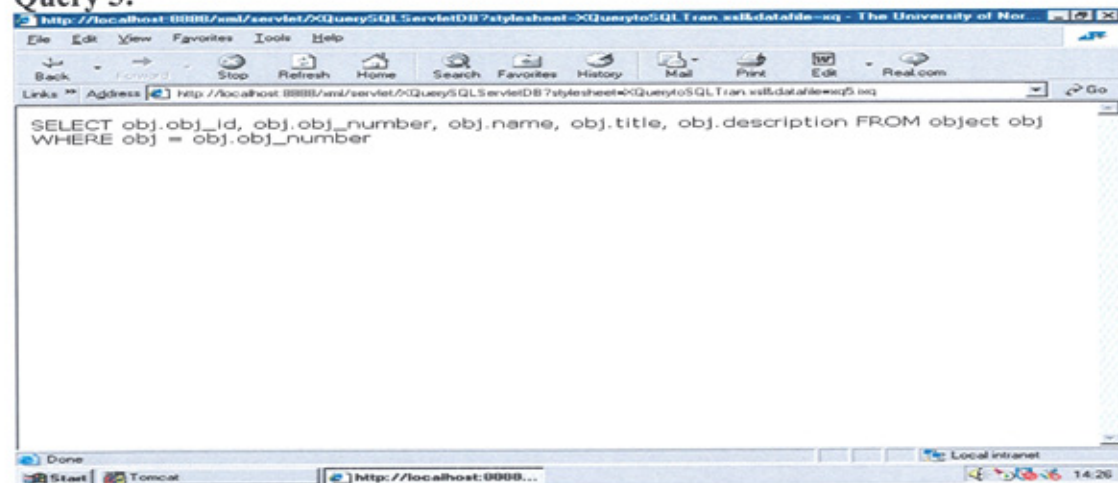 Query 5:
http://localhost:8888/xml/servlet/XQuerySQLServletDB?stylesheet=XQuerytoSQLTran.xsl&datafile=xq - The University of Nor...
File Edit View Favorites Tools Help
Back Forward Stop Refresh Home Search Favorites History Mail Print Edit Real.com
Links » Address http://localhost:8888/xml/servlet/XQuerySQLServletDB?stylesheet=XQuerytoSQLTran.xsl&datafile=xq5.ixq Go
SELECT obj.obj_id, obj.obj_number, obj.name, obj.title, obj.description FROM object obj
WHERE obj = obj.obj_number
Done Local intranet
Start Tomcat http://localhost:8888... 14:26